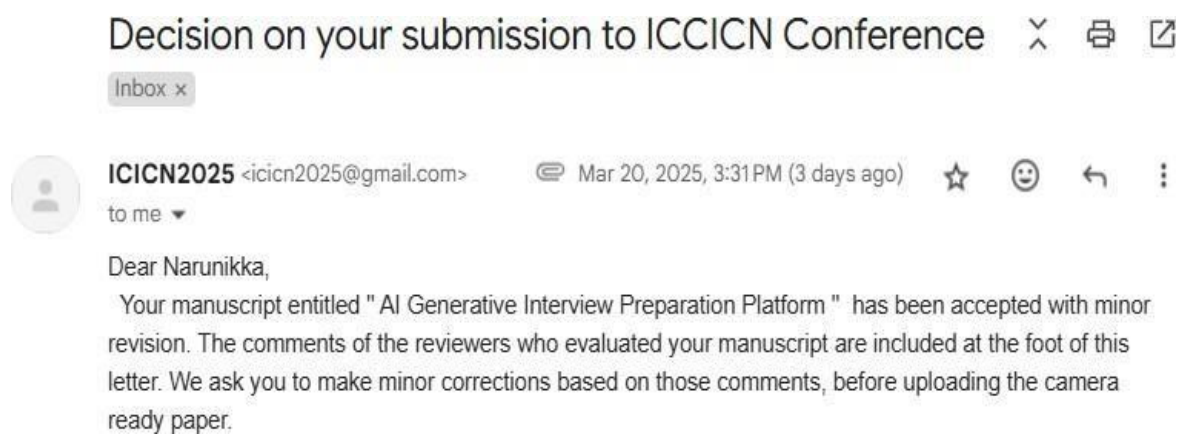 Decision on your submission to ICCICN Conference
Inbox ×
ICICN2025 <icicn2025@gmail.com> Mar 20, 2025, 3:31 PM (3 days ago)
to me
Dear Narunikka,
Your manuscript entitled " AI Generative Interview Preparation Platform " has been accepted with minor
revision. The comments of the reviewers who evaluated your manuscript are included at the foot of this
letter. We ask you to make minor corrections based on those comments, before uploading the camera
ready paper.